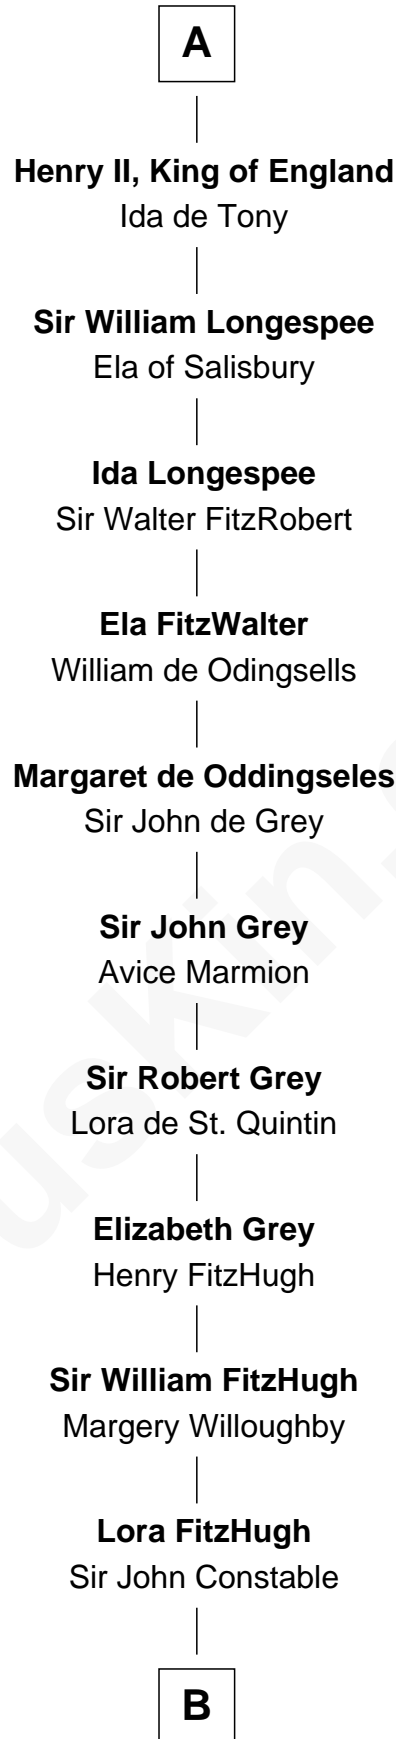 A
Henry II, King of England
Ida de Tony
Sir William Longespee
Ela of Salisbury
Ida Longespee
Sir Walter FitzRobert
Ela FitzWalter
William de Odingsells
Margaret de Oddingseles
Sir John de Grey
Sir John Grey
Avice Marmion
Sir Robert Grey
Lora de St. Quintin
Elizabeth Grey
Henry FitzHugh
Sir William FitzHugh
Margery Willoughby
Lora FitzHugh
Sir John Constable
B